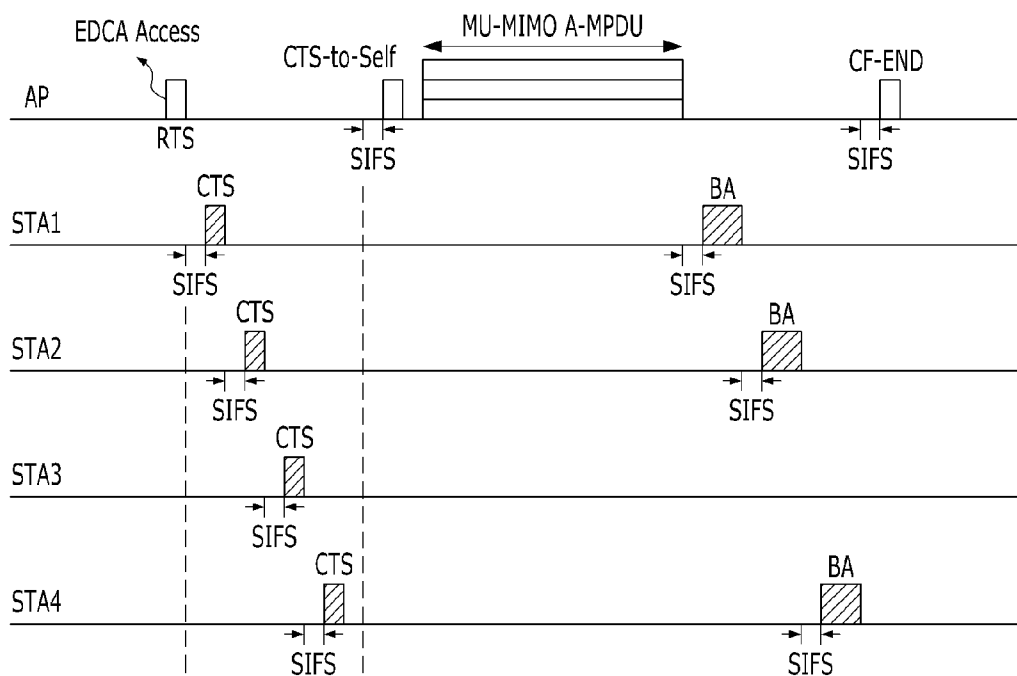 EDCA Access
MU-MIMO A-MPDU
CTS-to-Self
CF-END
AP
RTS
SIFS
SIFS
CTS
BA
STA1
SIFS
SIFS
CTS
BA
STA2
SIFS
SIFS
CTS
STA3
SIFS
CTS
BA
STA4
SIFS
SIFS